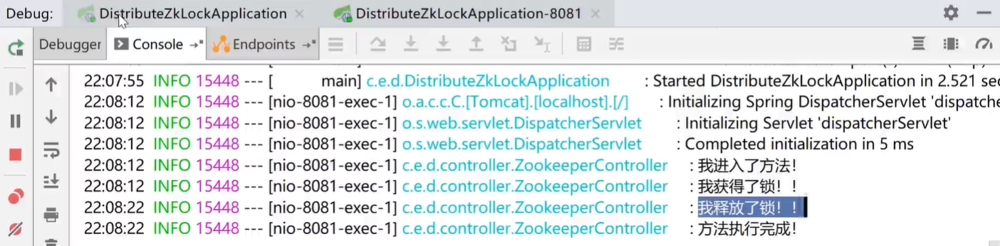 Debug: DistributeZkLockApplication DistributeZkLockApplication-8081
Debugger Console Endpoints
22:07:55 INFO 15448 --- [ main] c.e.d.DistributeZkLockApplication : Started DistributeZkLockApplication in 2.521 sec
22:08:12 INFO 15448 --- [nio-8081-exec-1] o.a.c.c.C.[Tomcat].[localhost].[/] : Initializing Spring DispatcherServlet 'dispatche
22:08:12 INFO 15448 --- [nio-8081-exec-1] o.s.web.servlet.DispatcherServlet : Initializing Servlet 'dispatcherServlet'
22:08:12 INFO 15448 --- [nio-8081-exec-1] o.s.web.servlet.DispatcherServlet : Completed initialization in 5 ms
22:08:12 INFO 15448 --- [nio-8081-exec-1] c.e.d.controller.ZookeeperController : 我进入了方法！
22:08:12 INFO 15448 --- [nio-8081-exec-1] c.e.d.controller.ZookeeperController : 我获得了锁！！
22:08:22 INFO 15448 --- [nio-8081-exec-1] c.e.d.controller.ZookeeperController : 我释放了锁！！
22:08:22 INFO 15448 --- [nio-8081-exec-1] c.e.d.controller.ZookeeperController : 方法执行完成！